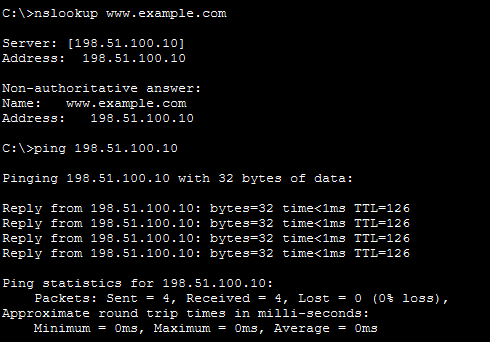 C:\>nslookup www.example.com
Server: [198.51.100.10]
Address:  198.51.100.10
Non-authoritative answer:
Name:   www.example.com
Address:   198.51.100.10
C:\>ping 198.51.100.10
Pinging 198.51.100.10 with 32 bytes of data:
Reply from 198.51.100.10: bytes=32 time<1ms TTL=126
Reply from 198.51.100.10: bytes=32 time<1ms TTL=126
Reply from 198.51.100.10: bytes=32 time<1ms TTL=126
Reply from 198.51.100.10: bytes=32 time<1ms TTL=126
Ping statistics for 198.51.100.10:
    Packets: Sent = 4, Received = 4, Lost = 0 (0% loss),
Approximate round trip times in milli-seconds:
    Minimum = 0ms, Maximum = 0ms, Average = 0ms